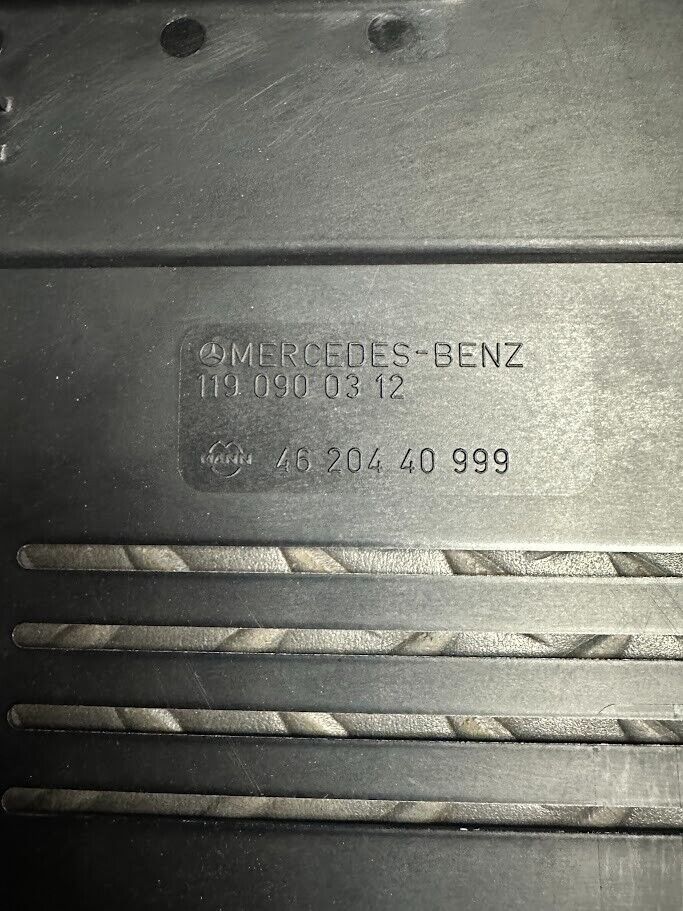 MERCEDES-BENZ
119 090 03 12
MANN 46 204 40 999